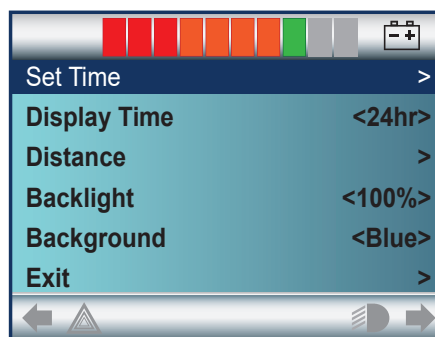 Set Time >
Display Time <24hr>
Distance >
Backlight <100%>
Background <Blue>
Exit >